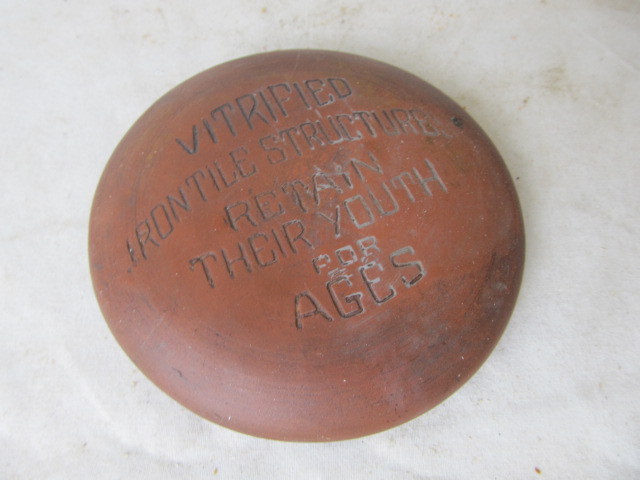 VITRIFIED
IRONTILE STRUCTURES
RETAIN
THEIR YOUTH
FOR
AGES